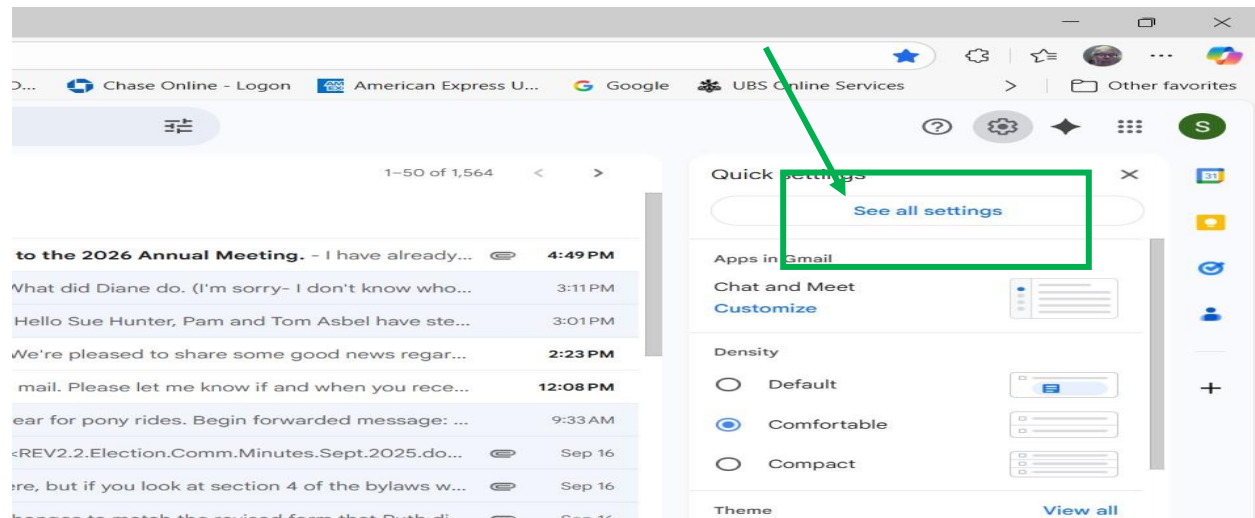 Chase Online - Logon American Express U... Google UBS Online Services > Other favorites
S
1–50 of 1,564 < >
Quick settings
31
See all settings
to the 2026 Annual Meeting. - I have already... 4:49 PM
Apps in Gmail
What did Diane do. (I'm sorry- I don't know who... 3:11 PM
Chat and Meet
Customize
Hello Sue Hunter, Pam and Tom Asbel have ste... 3:01 PM
We're pleased to share some good news regar... 2:23 PM
Density
mail. Please let me know if and when you rece... 12:08 PM
Default
ear for pony rides. Begin forwarded message: ... 9:33 AM
Comfortable
<REV2.2.Election.Comm.Minutes.Sept.2025.do... Sep 16
Compact
ere, but if you look at section 4 of the bylaws w... Sep 16
Theme View all